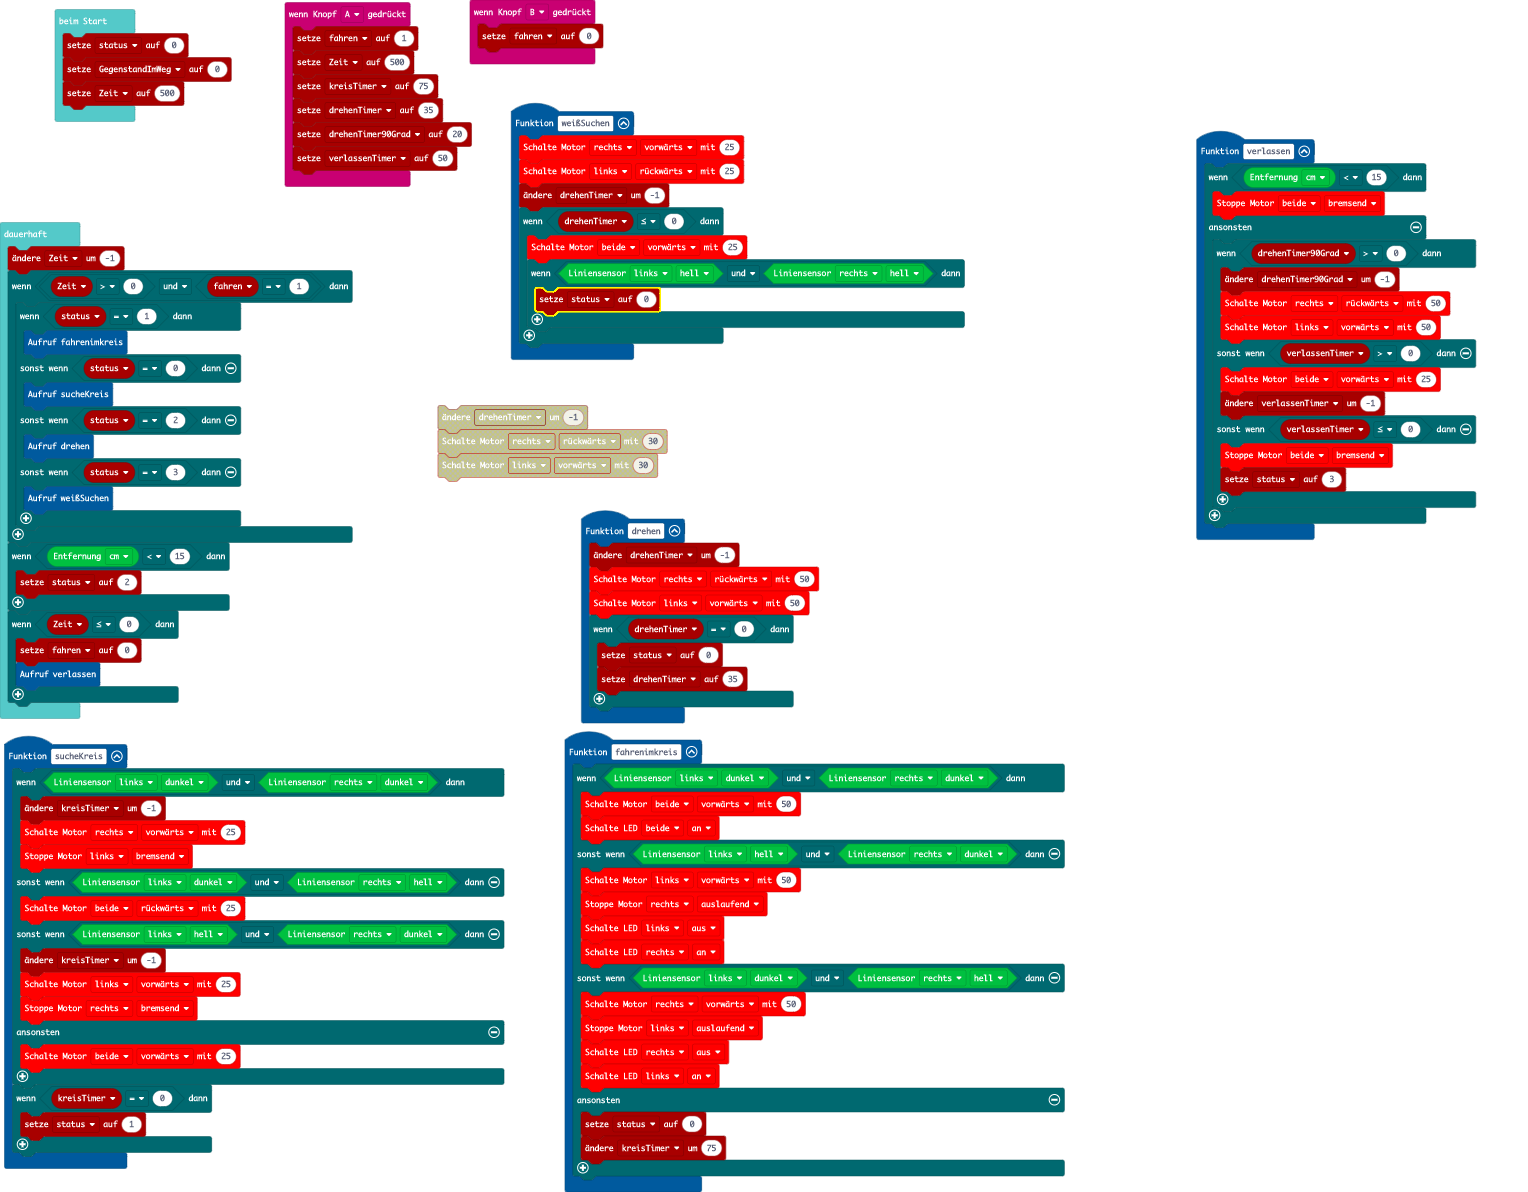 beim Start
setze status auf 0
setze GegenstandImWeg auf 0
setze Zeit auf 500
wenn Knopf A gedrückt
setze fahren auf 1
setze Zeit auf 500
setze kreisTimer auf 75
setze drehenTimer auf 35
setze drehenTimer90Grad auf 20
setze verlassenTimer auf 50
wenn Knopf B gedrückt
setze fahren auf 0
Funktion weißSuchen
Schalte Motor rechts vorwärts mit 25
Schalte Motor links rückwärts mit 25
ändere drehenTimer um -1
wenn drehenTimer ≤ 0 dann
Schalte Motor beide vorwärts mit 25
wenn Liniensensor links hell und Liniensensor rechts hell dann
setze status auf 0
Funktion verlassen
wenn Entfernung cm < 15 dann
Stoppe Motor beide bremsend
ansonsten
wenn drehenTimer90Grad > 0 dann
ändere drehenTimer90Grad um -1
Schalte Motor rechts rückwärts mit 50
Schalte Motor links vorwärts mit 50
sonst wenn verlassenTimer > 0 dann
Schalte Motor beide vorwärts mit 25
ändere verlassenTimer um -1
sonst wenn verlassenTimer ≤ 0 dann
Stoppe Motor beide bremsend
setze status auf 3
dauerhaft
ändere Zeit um -1
wenn Zeit > 0 und fahren = 1 dann
wenn status = 1 dann
Aufruf fahrenimkreis
sonst wenn status = 0 dann
Aufruf sucheKreis
sonst wenn status = 2 dann
Aufruf drehen
sonst wenn status = 3 dann
Aufruf weißSuchen
wenn Entfernung cm < 15 dann
setze status auf 2
wenn Zeit ≤ 0 dann
setze fahren auf 0
Aufruf verlassen
ändere drehenTimer um -1
Schalte Motor rechts rückwärts mit 30
Schalte Motor links vorwärts mit 30
Funktion drehen
ändere drehenTimer um -1
Schalte Motor rechts rückwärts mit 50
Schalte Motor links vorwärts mit 50
wenn drehenTimer = 0 dann
setze status auf 0
setze drehenTimer auf 35
Funktion sucheKreis
wenn Liniensensor links dunkel und Liniensensor rechts dunkel dann
ändere kreisTimer um -1
Schalte Motor rechts vorwärts mit 25
Stoppe Motor links bremsend
sonst wenn Liniensensor links dunkel und Liniensensor rechts hell dann
Schalte Motor beide rückwärts mit 25
sonst wenn Liniensensor links hell und Liniensensor rechts dunkel dann
ändere kreisTimer um -1
Schalte Motor links vorwärts mit 25
Stoppe Motor rechts bremsend
ansonsten
Schalte Motor beide vorwärts mit 25
wenn kreisTimer = 0 dann
setze status auf 1
Funktion fahrenimkreis
wenn Liniensensor links dunkel und Liniensensor rechts dunkel dann
Schalte Motor beide vorwärts mit 50
Schalte LED beide an
sonst wenn Liniensensor links hell und Liniensensor rechts dunkel dann
Schalte Motor links vorwärts mit 50
Stoppe Motor rechts auslaufend
Schalte LED links aus
Schalte LED rechts an
sonst wenn Liniensensor links dunkel und Liniensensor rechts hell dann
Schalte Motor rechts vorwärts mit 50
Stoppe Motor links auslaufend
Schalte LED rechts aus
Schalte LED links an
ansonsten
setze status auf 0
ändere kreisTimer um 75